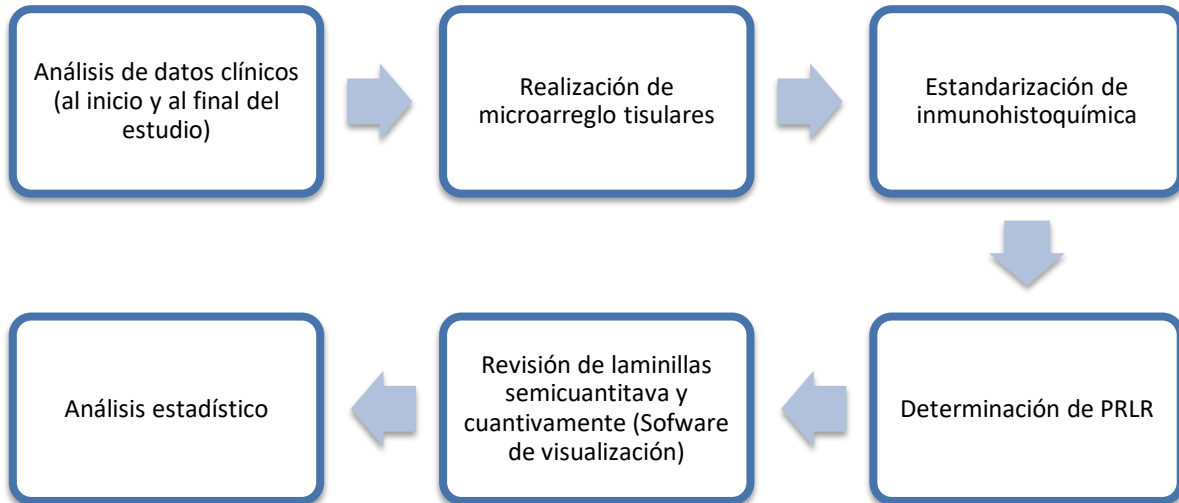 Análisis de datos clínicos
(al inicio y al final del
estudio)
Realización de
microarreglo tisulares
Estandarización de
inmunohistoquímica
Determinación de PRLR
Revisión de laminillas
semicuantitava y
cuantivamente (Sofware
de visualización)
Análisis estadístico